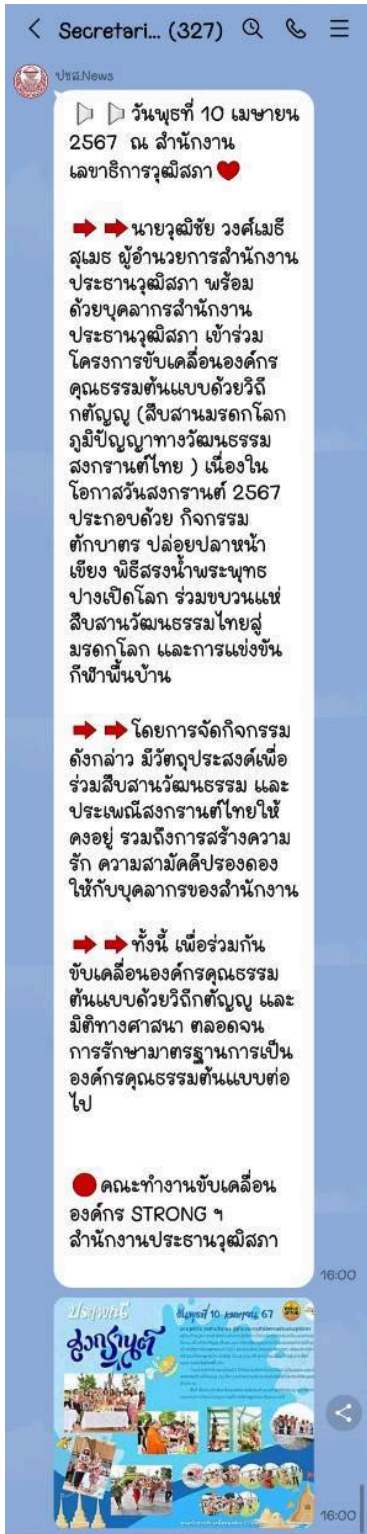 Secretari... (327)
ปชส.News
วันพุธที่ 10 เมษายน
2567 ณ สำนักงาน
เลขาธิการวุฒิสภา
นายวุฒิชัย วงศ์เมธี
สุเมธ ผู้อำนวยการสำนักงาน
ประธานวุฒิสภา พร้อม
ด้วยบุคลากรสำนักงาน
ประธานวุฒิสภา เข้าร่วม
โครงการขับเคลื่อนองค์กร
คุณธรรมต้นแบบด้วยวิถี
กตัญญู (สืบสานมรดกโลก
ภูมิปัญญาทางวัฒนธรรม
สงกรานต์ไทย ) เนื่องใน
โอกาสวันสงกรานต์ 2567
ประกอบด้วย กิจกรรม
ตักบาตร ปล่อยปลาหน้า
เขียง พิธีสรงน้ำพระพุทธ
ปางเปิดโลก ร่วมขบวนแห่
สืบสานวัฒนธรรมไทยสู่
มรดกโลก และการแข่งขัน
กีฬาพื้นบ้าน
โดยการจัดกิจกรรม
ดังกล่าว มีวัตถุประสงค์เพื่อ
ร่วมสืบสานวัฒนธรรม และ
ประเพณีสงกรานต์ไทยให้
คงอยู่ รวมถึงการสร้างความ
รัก ความสามัคคีปรองดอง
ให้กับบุคลากรของสำนักงาน
ทั้งนี้ เพื่อร่วมกัน
ขับเคลื่อนองค์กรคุณธรรม
ต้นแบบด้วยวิถีกตัญญู และ
มิติทางศาสนา ตลอดจน
การรักษามาตรฐานการเป็น
องค์กรคุณธรรมต้นแบบต่อ
ไป
คณะทำงานขับเคลื่อน
องค์กร STRONG ฯ
สำนักงานประธานวุฒิสภา
16:00
ประเพณี
สงกรานต์
วันพุธที่ 10 เมษายน 67
16:00